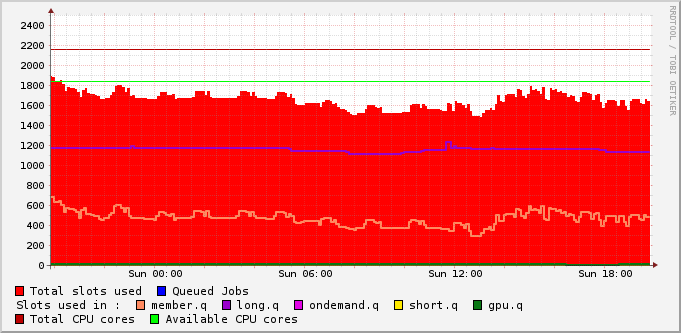 RRDTOOL / TOBI OETIKER
2400
2200
2000
1800
1600
1400
1200
1000
800
600
400
200
0
Sun 00:00 Sun 06:00 Sun 12:00 Sun 18:00
Total slots used Queued Jobs
Slots used in : member.q long.q ondemand.q short.q gpu.q
Total CPU cores Available CPU cores